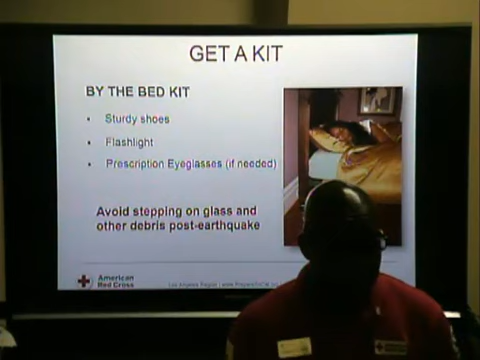 GET A KIT
BY THE BED KIT
• Sturdy shoes
• Flashlight
• Prescription Eyeglasses (if needed)
Avoid stepping on glass and
other debris post-earthquake
American
Red Cross
Los Angeles Region